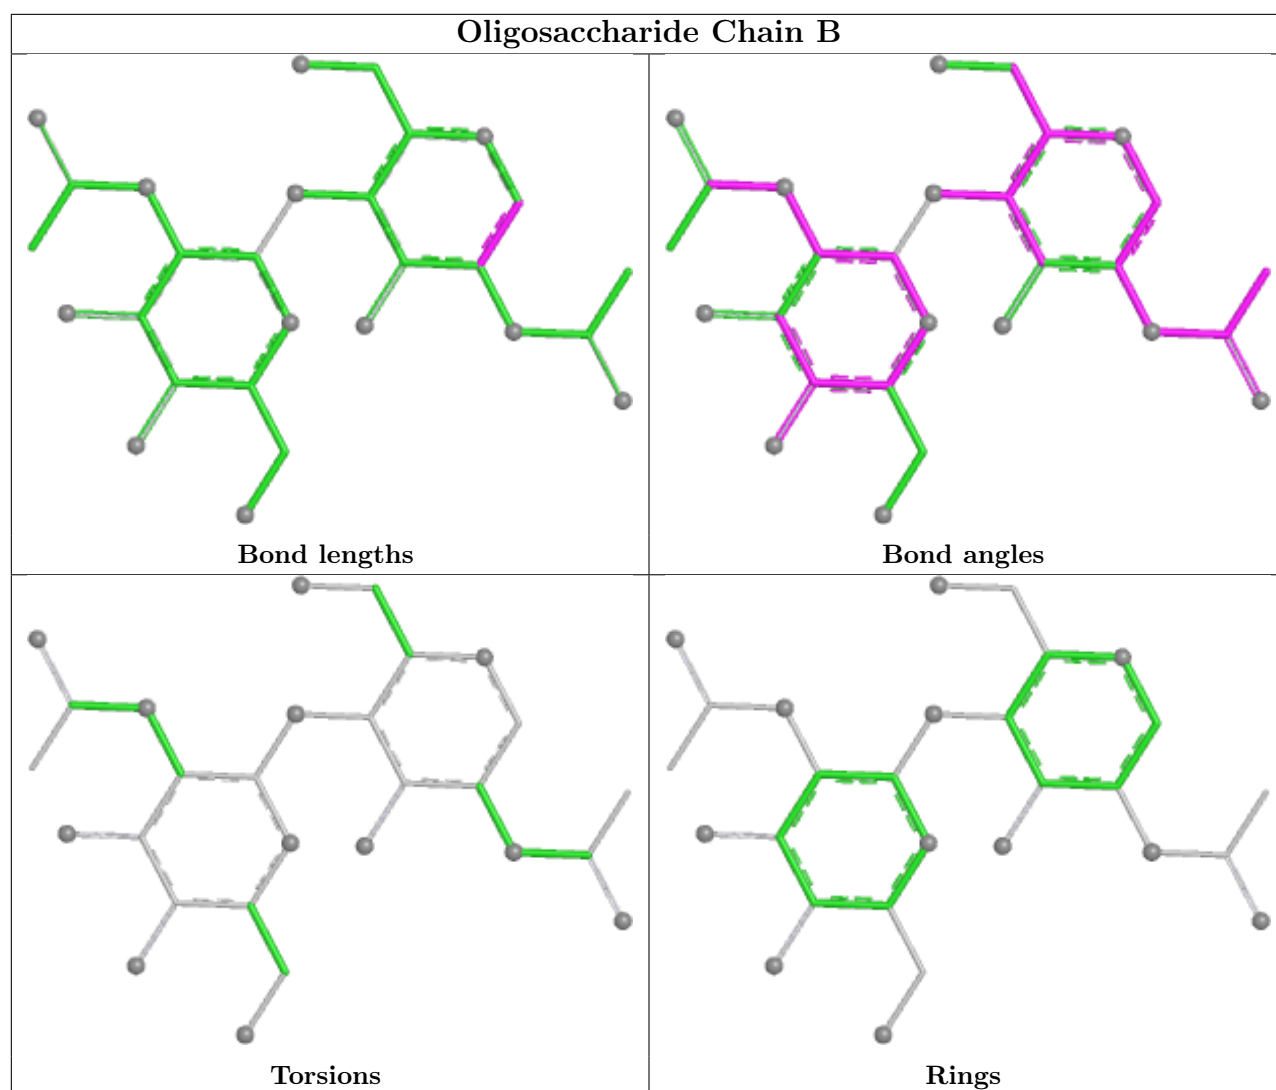 Oligosaccharide Chain B
Bond lengths
Bond angles
Torsions
Rings